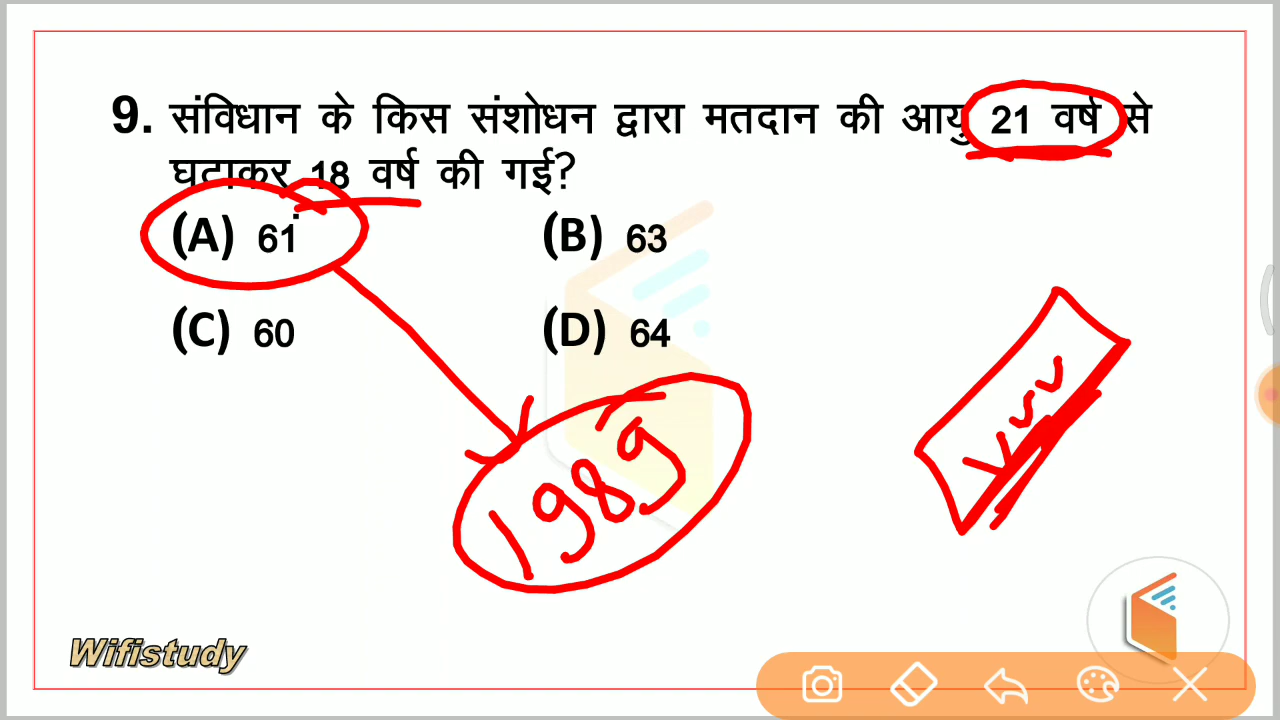 9. संविधान के किस संशोधन द्वारा मतदान की आयु 21 वर्ष से
घटाकर 18 वर्ष की गई?
(A) 61
(B) 63
(C) 60
(D) 64
1989
Wifistudy